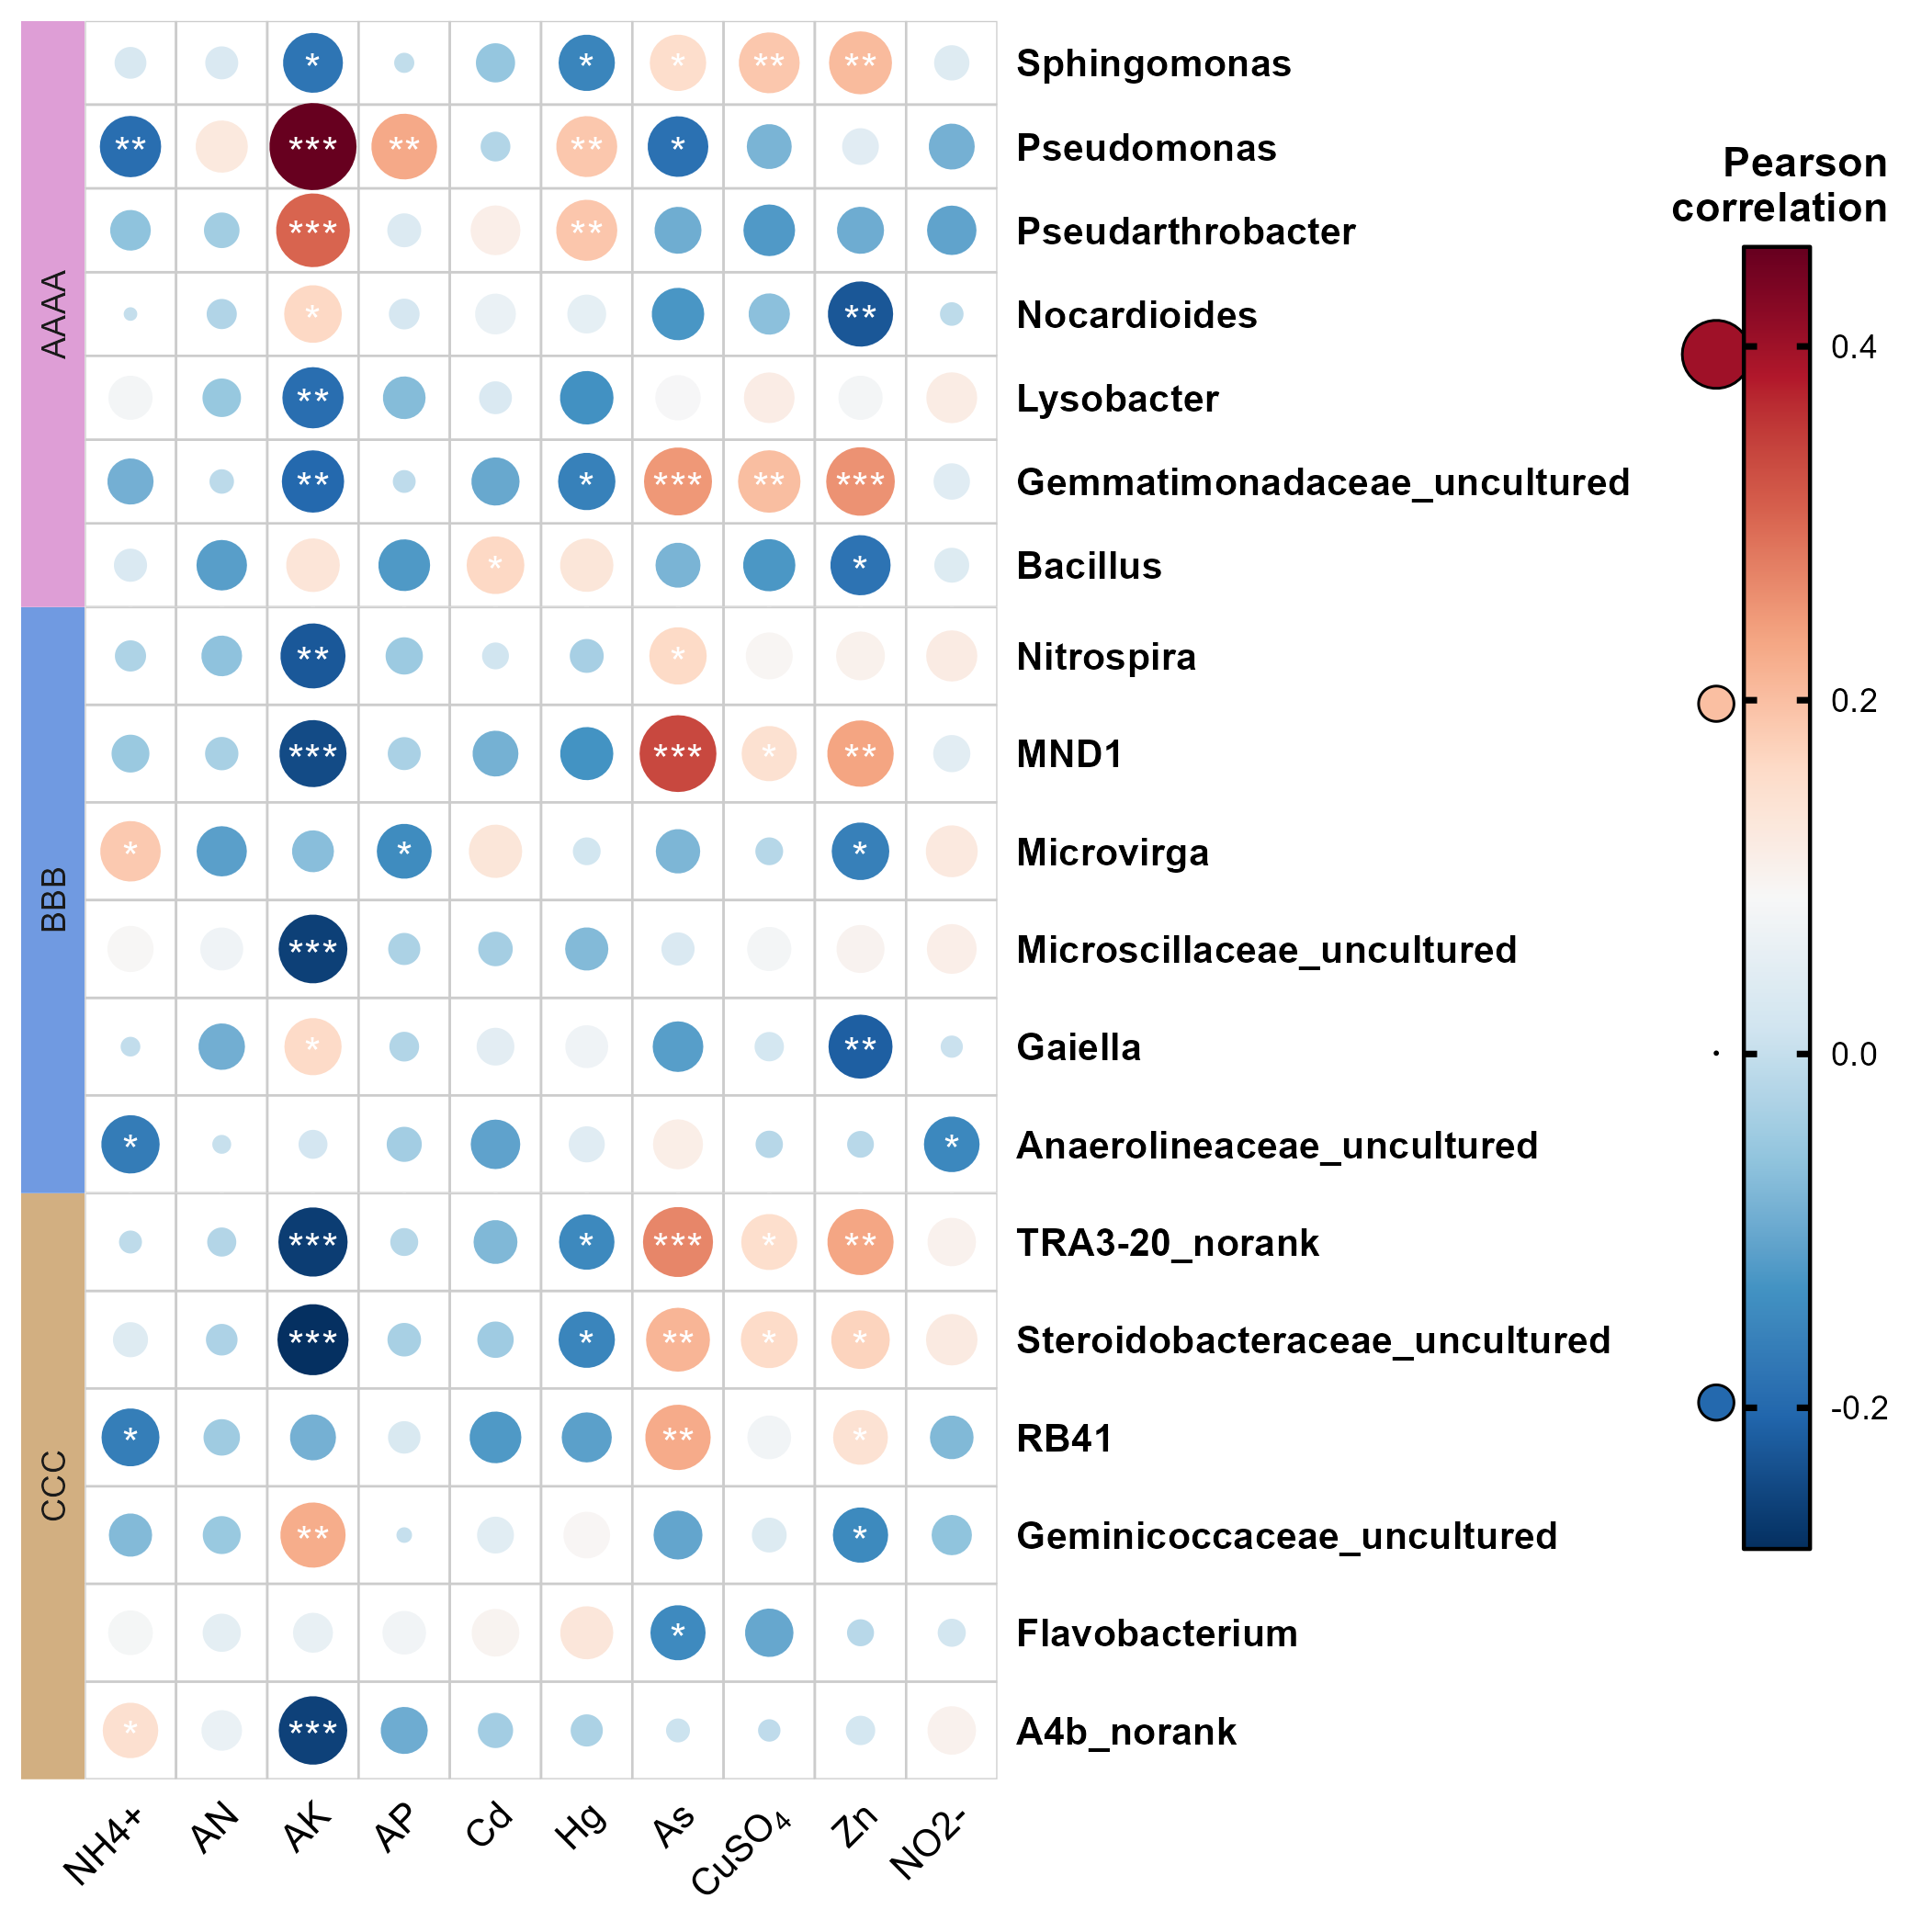 AAAA
BBB
CCC
* * * ** **
Sphingomonas
** *** ** ** *
Pseudomonas
*** **
Pseudarthrobacter
* **
Nocardioides
**
Lysobacter
** * *** ** ***
Gemmatimonadaceae_uncultured
* *
Bacillus
** *
Nitrospira
*** *** * **
MND1
* * *
Microvirga
***
Microscillaceae_uncultured
* **
Gaiella
* *
Anaerolineaceae_uncultured
*** * *** * **
TRA3-20_norank
*** * ** * *
Steroidobacteraceae_uncultured
* ** *
RB41
** *
Geminicoccaceae_uncultured
*
Flavobacterium
* ***
A4b_norank
NH4+
AN
AK
AP
Cd
Hg
As
CuSO₄
Zn
NO2-
Pearson
correlation
0.4
0.2
0.0
-0.2